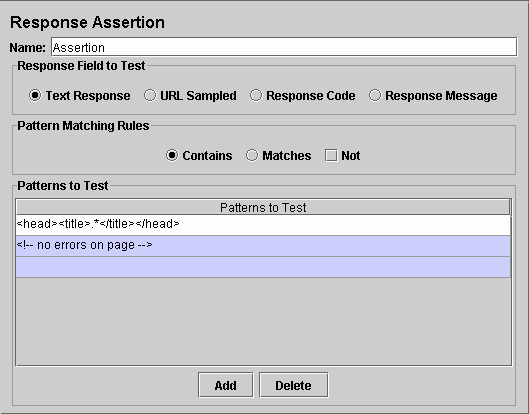 Response Assertion
Name: Assertion
Response Field to Test
Text Response URL Sampled Response Code Response Message
Pattern Matching Rules
Contains Matches Not
Patterns to Test
Patterns to Test
<head><title>.*</title></head>
<!-- no errors on page -->
Add Delete